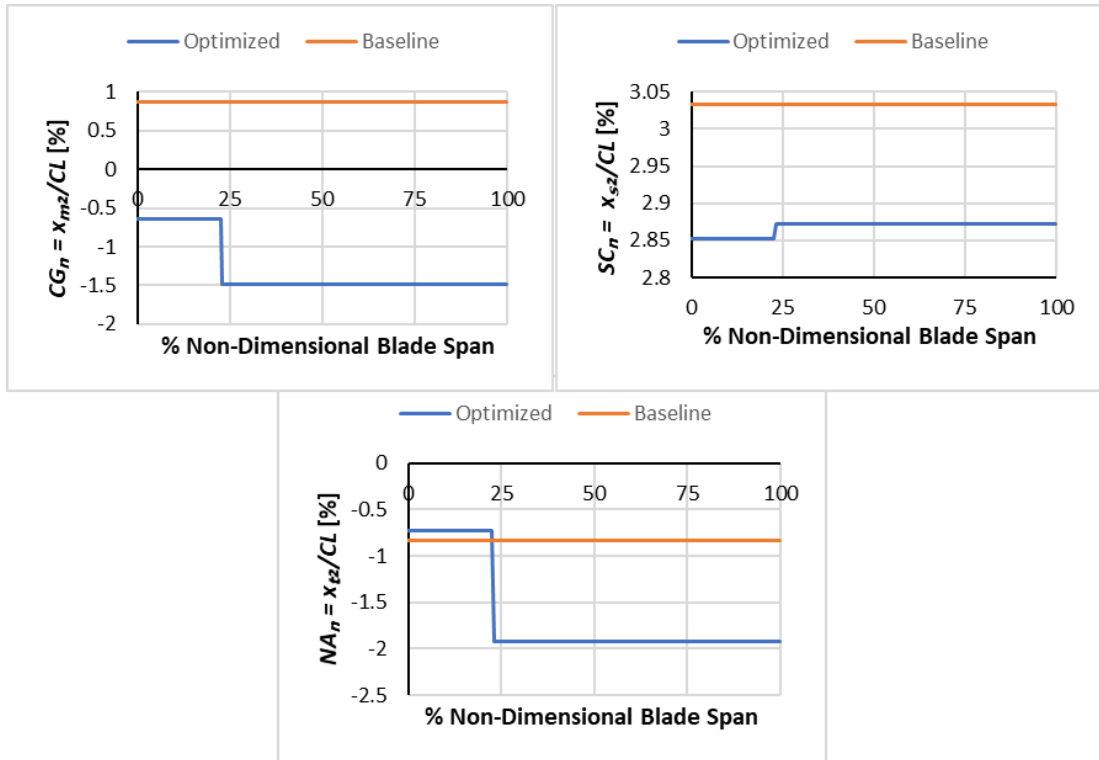 Optimized Baseline
1
0.5
0
-0.5
-1
-1.5
-2
0 25 50 75 100
CGₙ = xₘ₂/CL [%]
% Non-Dimensional Blade Span
Optimized Baseline
3.05
3
2.95
2.9
2.85
2.8
0 25 50 75 100
SCₙ = xₛ₂/CL [%]
% Non-Dimensional Blade Span
Optimized Baseline
0
-0.5
-1
-1.5
-2
-2.5
0 25 50 75 100
NAₙ = xₜ₂/CL [%]
% Non-Dimensional Blade Span